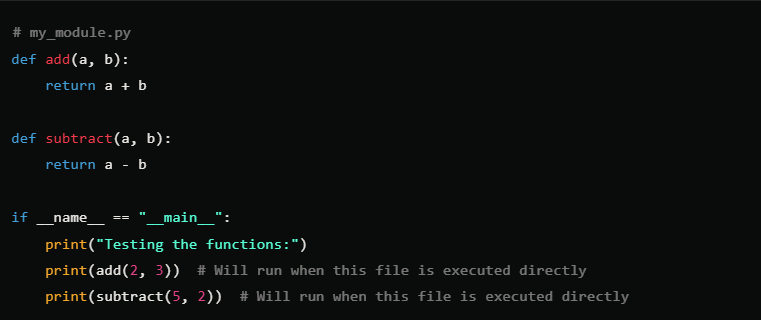 # my_module.py
def add(a, b):
    return a + b
def subtract(a, b):
    return a - b
if __name__ == "__main__":
    print("Testing the functions:")
    print(add(2, 3))  # Will run when this file is executed directly
    print(subtract(5, 2))  # Will run when this file is executed directly